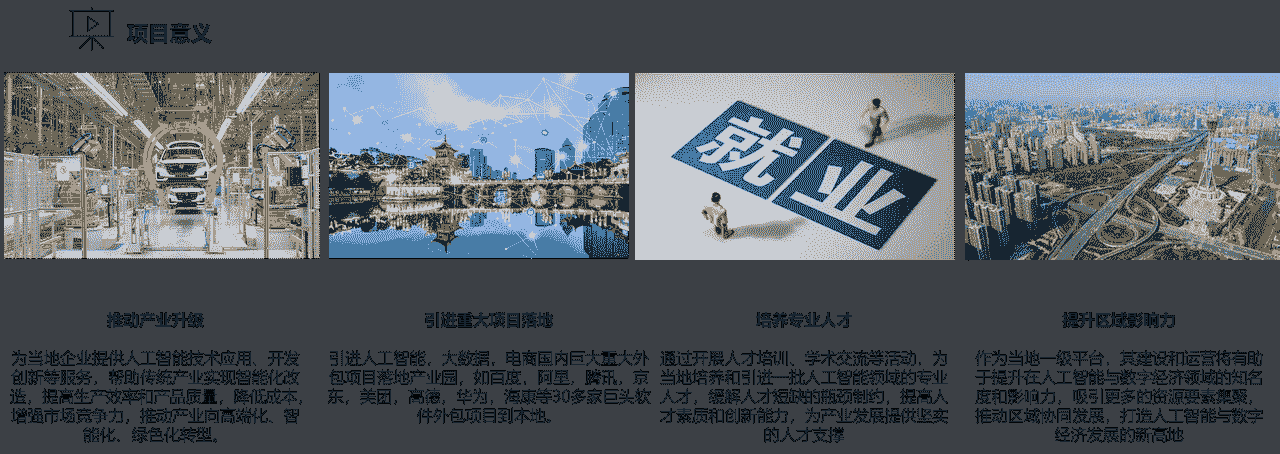 项目意义
就业
推动产业升级
为当地企业提供人工智能技术应用、开发
创新等服务，帮助传统产业实现智能化改
造，提高生产效率和产品质量，降低成本，
增强市场竞争力，推动产业向高端化、智
能化、绿色化转型。
引进重大项目落地
引进人工智能，大数据，电商国内巨大重大外
包项目落地产业园，如百度，阿里，腾讯，京
东，美团，高德，华为，海康等30多家巨头软
件外包项目到本地。
培养专业人才
通过开展人才培训、学术交流等活动，为
当地培养和引进一批人工智能领域的专业
人才，缓解人才短缺的瓶颈制约，提高人
才素质和创新能力，为产业发展提供坚实
的人才支撑
提升区域影响力
作为当地一级平台，其建设和运营将有助
于提升在人工智能与数字经济领域的知名
度和影响力，吸引更多的资源要素集聚，
推动区域协同发展，打造人工智能与数字
经济发展的新高地